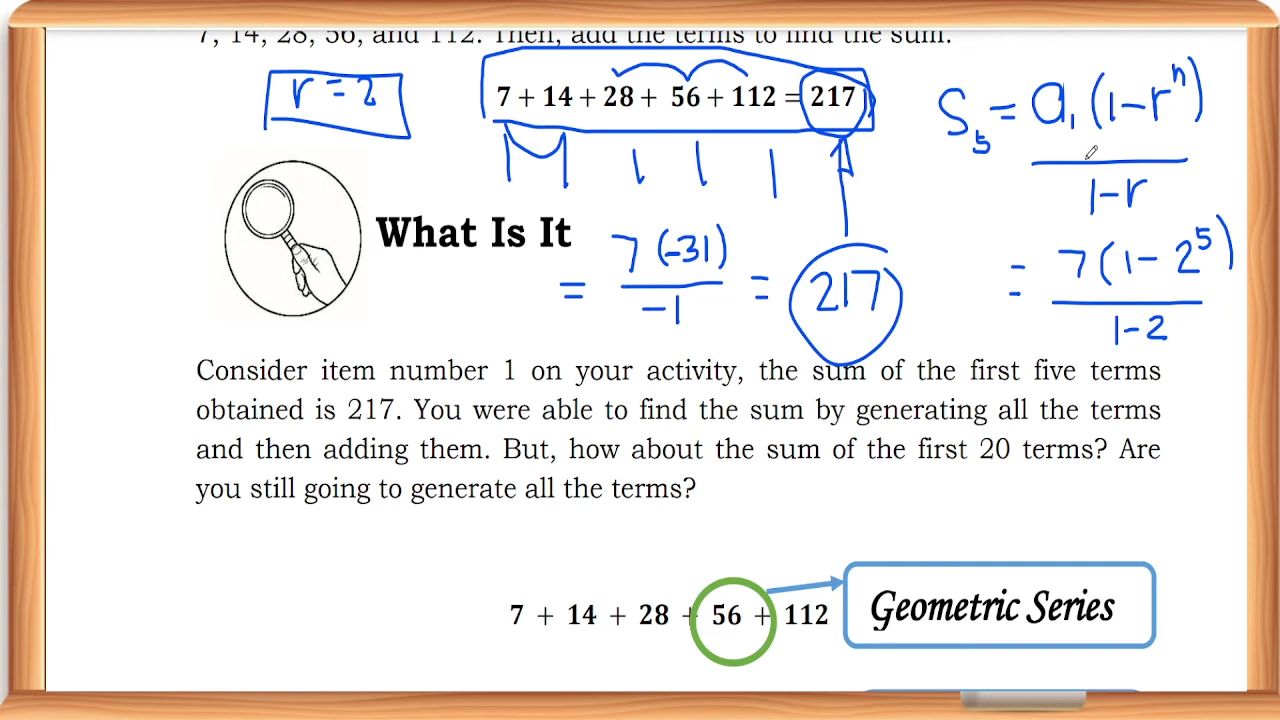 7, 14, 28, 56, and 112. Then, add the terms to find the sum.
r = 2
7 + 14 + 28 + 56 + 112 = 217
S₅ = a₁(1-rⁿ)
1-r
What Is It
= 7(-31)
-1
= 217
= 7(1-2⁵)
1-2
Consider item number 1 on your activity, the sum of the first five terms
obtained is 217. You were able to find the sum by generating all the terms
and then adding them. But, how about the sum of the first 20 terms? Are
you still going to generate all the terms?
7 + 14 + 28 + 56 + 112
Geometric Series